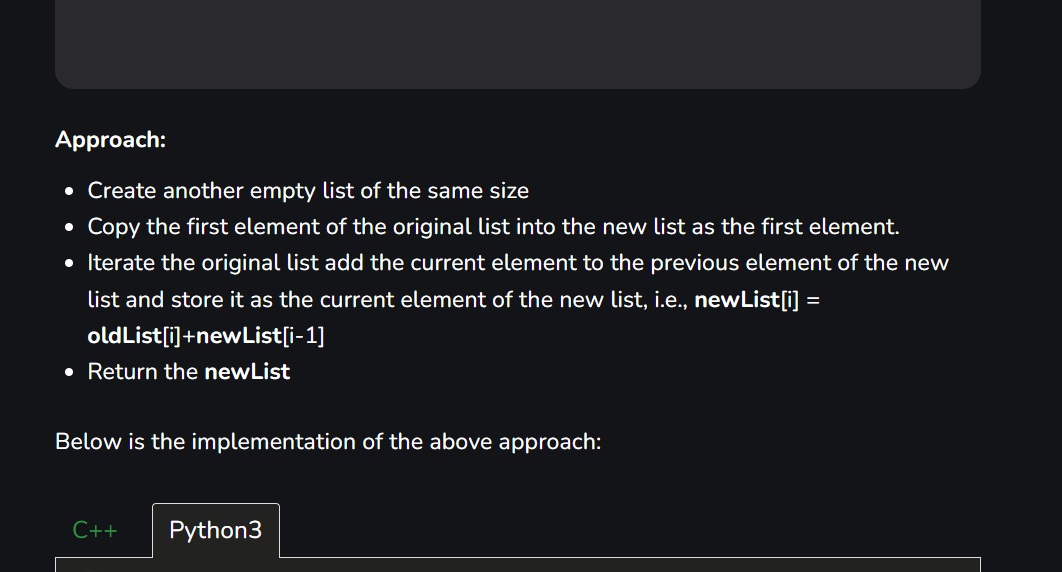 Approach:
• Create another empty list of the same size
• Copy the first element of the original list into the new list as the first element.
• Iterate the original list add the current element to the previous element of the new
list and store it as the current element of the new list, i.e., newList[i] =
oldList[i]+newList[i-1]
• Return the newList
Below is the implementation of the above approach:
C++ Python3